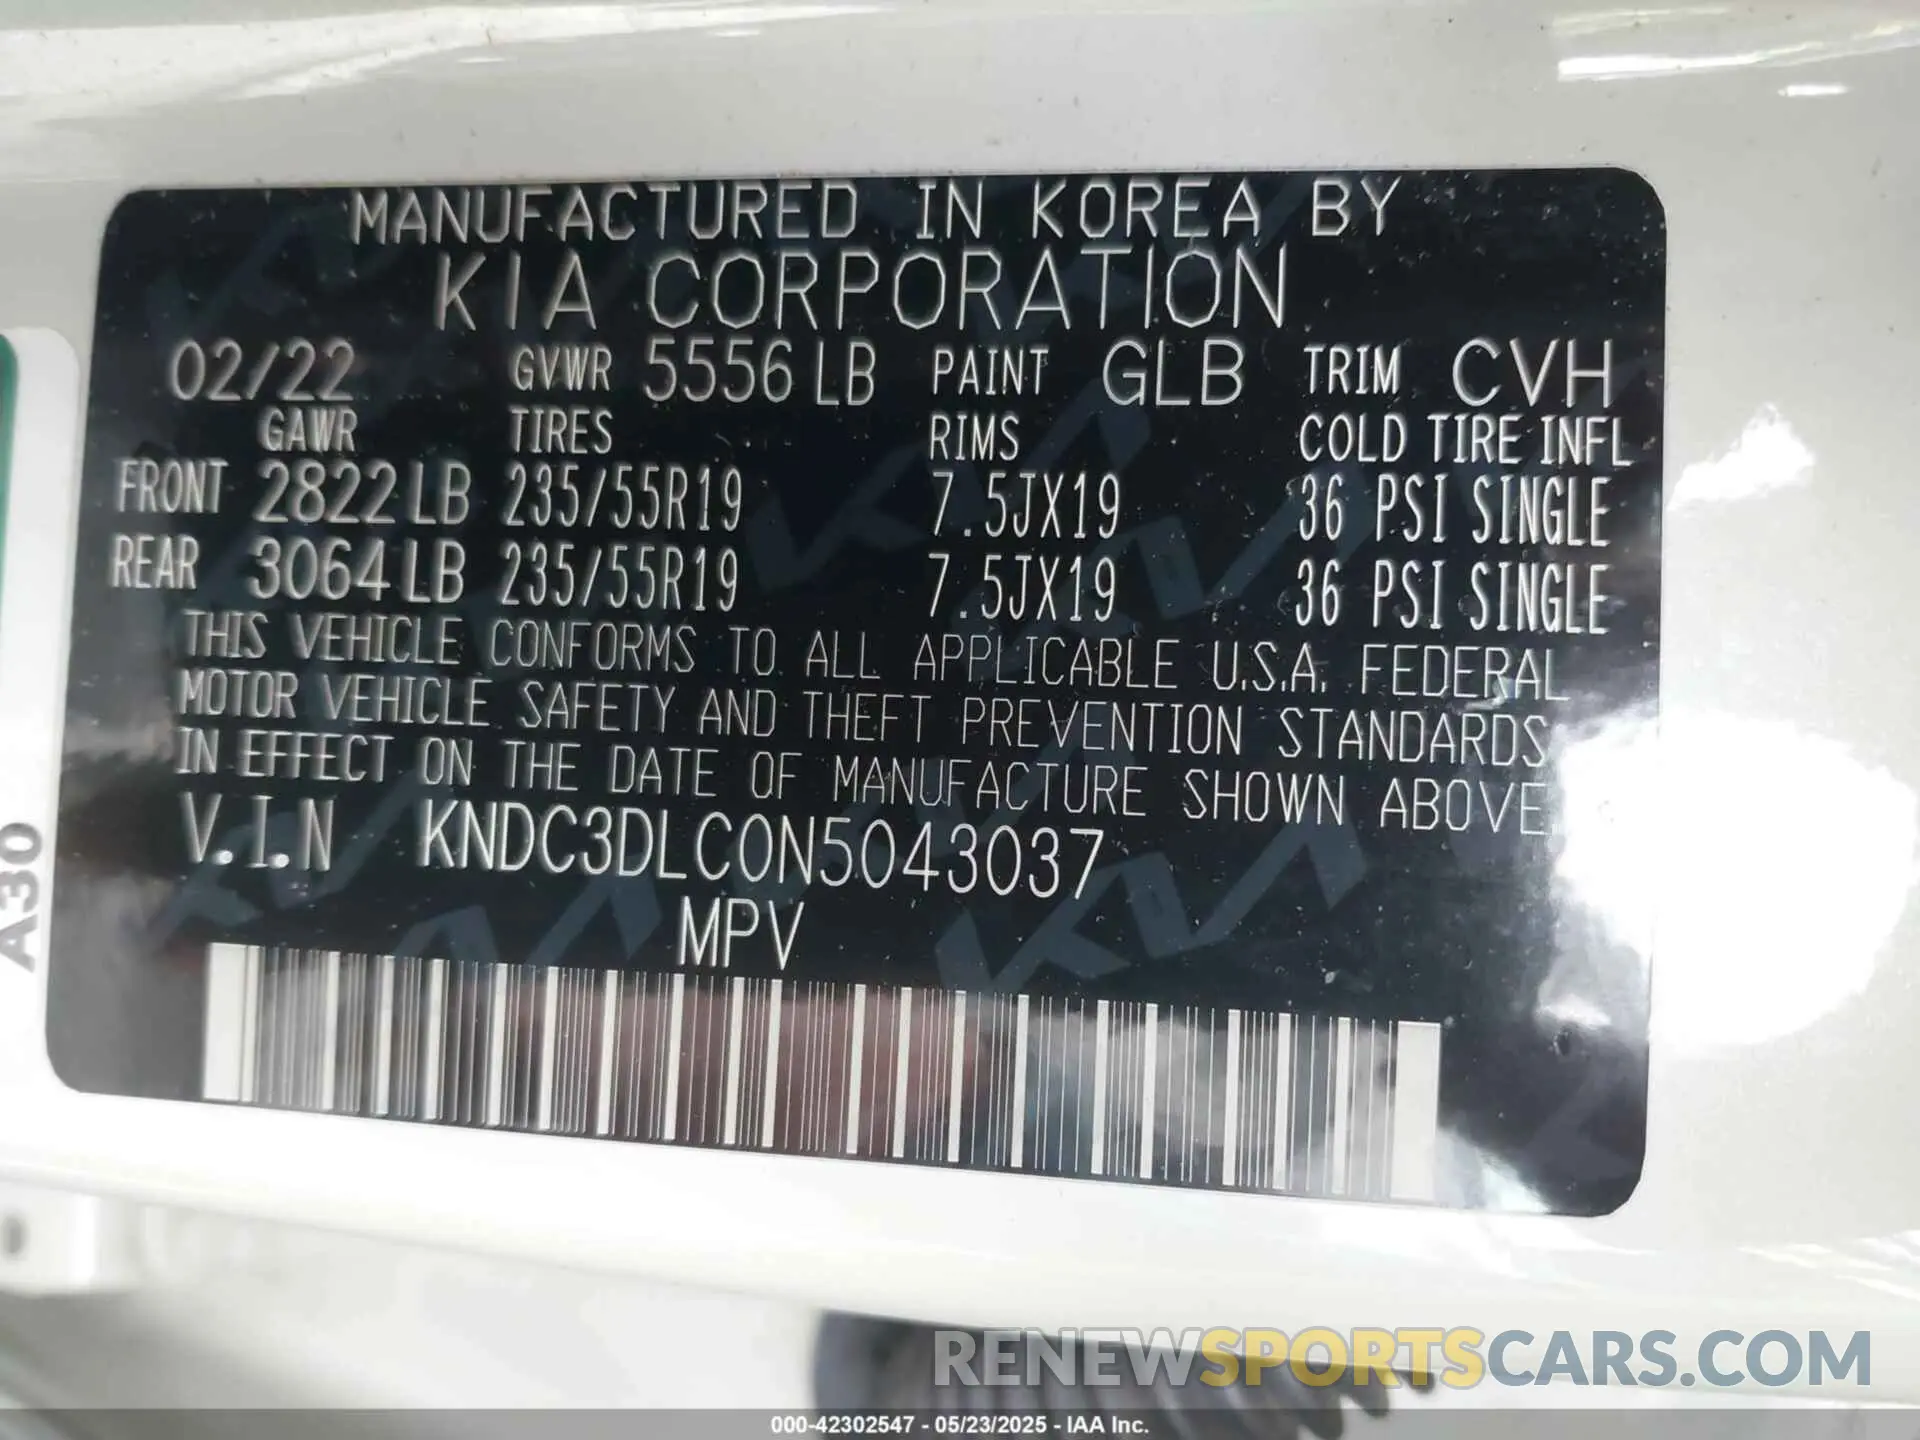 MANUFACTURED IN KOREA BY
KIA CORPORATION
02/22 GVWR 5556 LB PAINT GLB TRIM CVH
GAWR TIRES RIMS COLD TIRE INFL
FRONT 2822 LB 235/55R19 7.5JX19 36 PSI SINGLE
REAR 3064 LB 235/55R19 7.5JX19 36 PSI SINGLE
THIS VEHICLE CONFORMS TO ALL APPLICABLE U.S.A. FEDERAL
MOTOR VEHICLE SAFETY AND THEFT PREVENTION STANDARDS
IN EFFECT ON THE DATE OF MANUFACTURE SHOWN ABOVE.
V.I.N KNDC3DLC0N5043037
MPV
A30
RENEWSPORTSCARS.COM
000-42302547 - 05/23/2025 - IAA Inc.